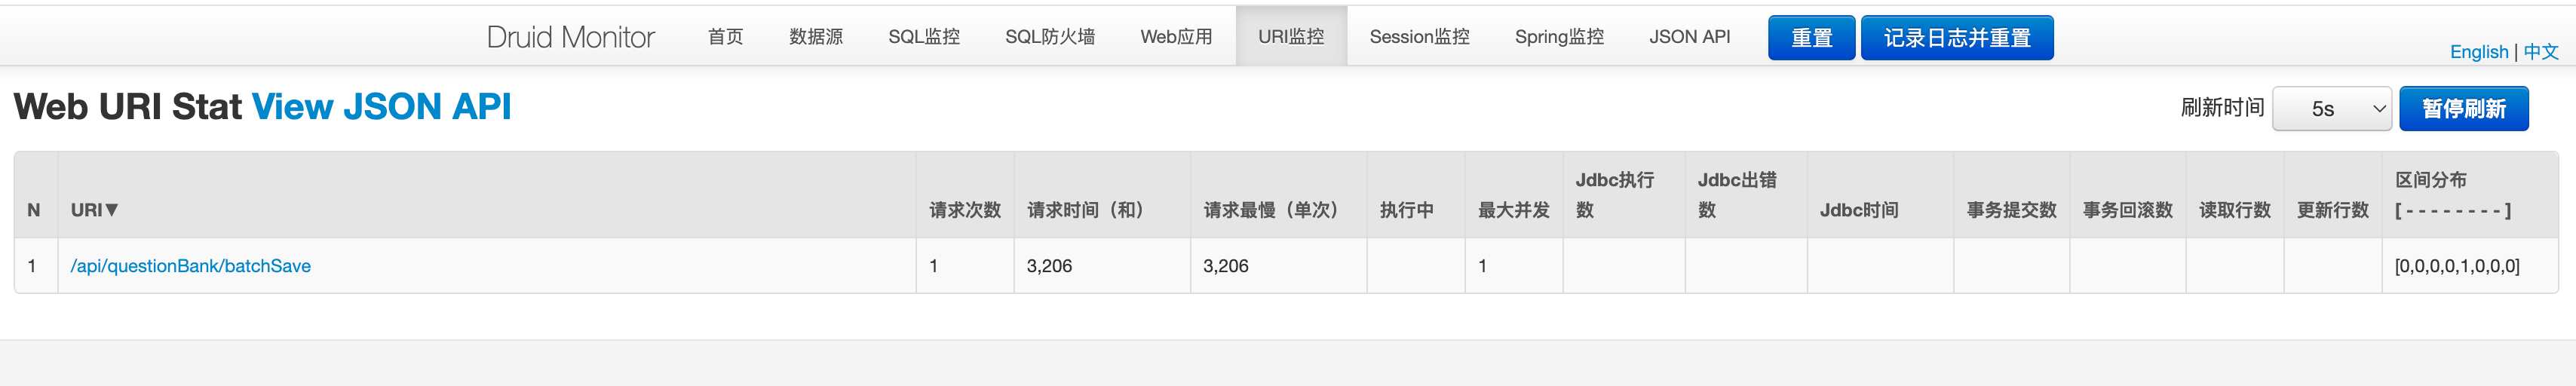 Druid Monitor 首页 数据源 SQL监控 SQL防火墙 Web应用 URI监控 Session监控 Spring监控 JSON API 重置 记录日志并重置
English | 中文
Web URI Stat View JSON API 刷新时间 5s 暂停刷新
N URI▼ 请求次数 请求时间（和） 请求最慢（单次） 执行中 最大并发 Jdbc执行数 Jdbc出错数 Jdbc时间 事务提交数 事务回滚数 读取行数 更新行数 区间分布 [ - - - - - - - - ]
1 /api/questionBank/batchSave 1 3,206 3,206 1 [0,0,0,0,1,0,0,0]